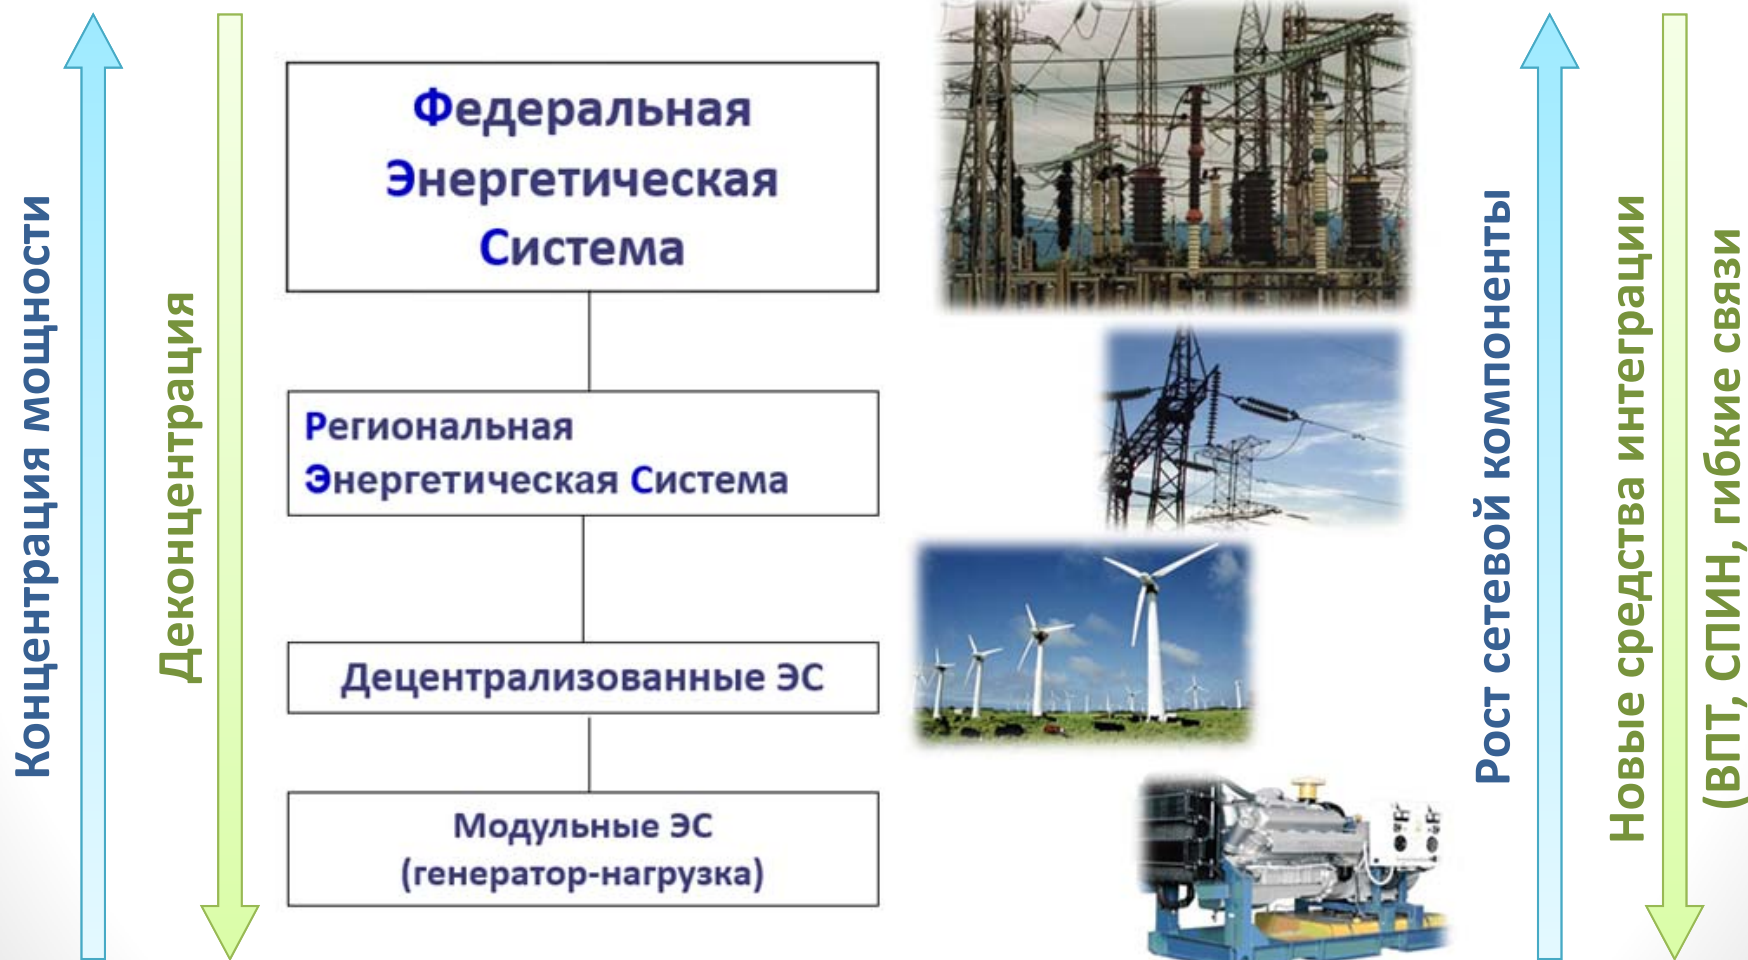 Концентрация мощности
Деконцентрация
Федеральная
Энергетическая
Система
Региональная
Энергетическая Система
Децентрализованные ЭС
Модульные ЭС
(генератор-нагрузка)
Рост сетевой компоненты
Новые средства интеграции
(ВПТ, СПИН, гибкие связи